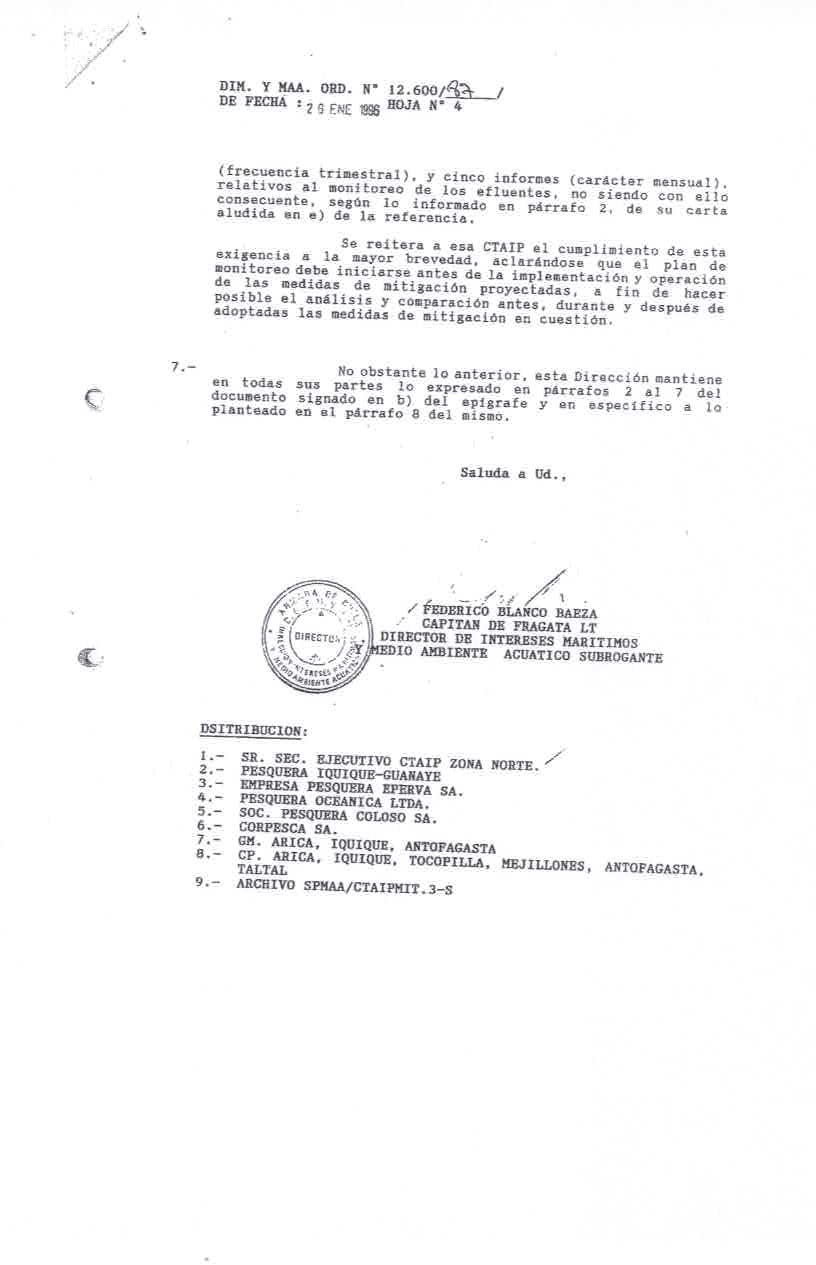 DIM. Y MAA. ORD. N° 12.600/87 /
DE FECHA : 26 ENE 1996 HOJA N° 4
(frecuencia trimestral), y cinco informes (carácter mensual),
relativos al monitoreo de los efluentes, no siendo con ello
consecuente, según lo informado en párrafo 2, de su carta
aludida en e) de la referencia.
Se reitera a esa CTAIP el cumplimiento de esta
exigencia a la mayor brevedad, aclarándose que el plan de
monitoreo debe iniciarse antes de la implementación y operación
de las medidas de mitigación proyectadas, a fin de hacer
posible el análisis y comparación antes, durante y después de
adoptadas las medidas de mitigación en cuestión.
7.- No obstante lo anterior, esta Dirección mantiene
en todas sus partes lo expresado en párrafos 2 al 7 del
documento signado en b) del epígrafe y en específico a lo
planteado en el párrafo 8 del mismo.
Saluda a Ud.,
FEDERICO BLANCO BAEZA
CAPITAN DE FRAGATA LT
DIRECTOR DE INTERESES MARITIMOS
Y MEDIO AMBIENTE ACUATICO SUBROGANTE
ARMADA DE CHILE
DIRECTOR
INTERESES
Y MEDIO AMBIENTE ACUATICO
DSITRIBUCION:
1.- SR. SEC. EJECUTIVO CTAIP ZONA NORTE.
2.- PESQUERA IQUIQUE-GUANAYE
3.- EMPRESA PESQUERA EPERVA SA.
4.- PESQUERA OCEANICA LTDA.
5.- SOC. PESQUERA COLOSO SA.
6.- CORPESCA SA.
7.- GM. ARICA, IQUIQUE, ANTOFAGASTA
8.- CP. ARICA, IQUIQUE, TOCOPILLA, MEJILLONES, ANTOFAGASTA,
TALTAL
9.- ARCHIVO SPMAA/CTAIPMIT.3-S